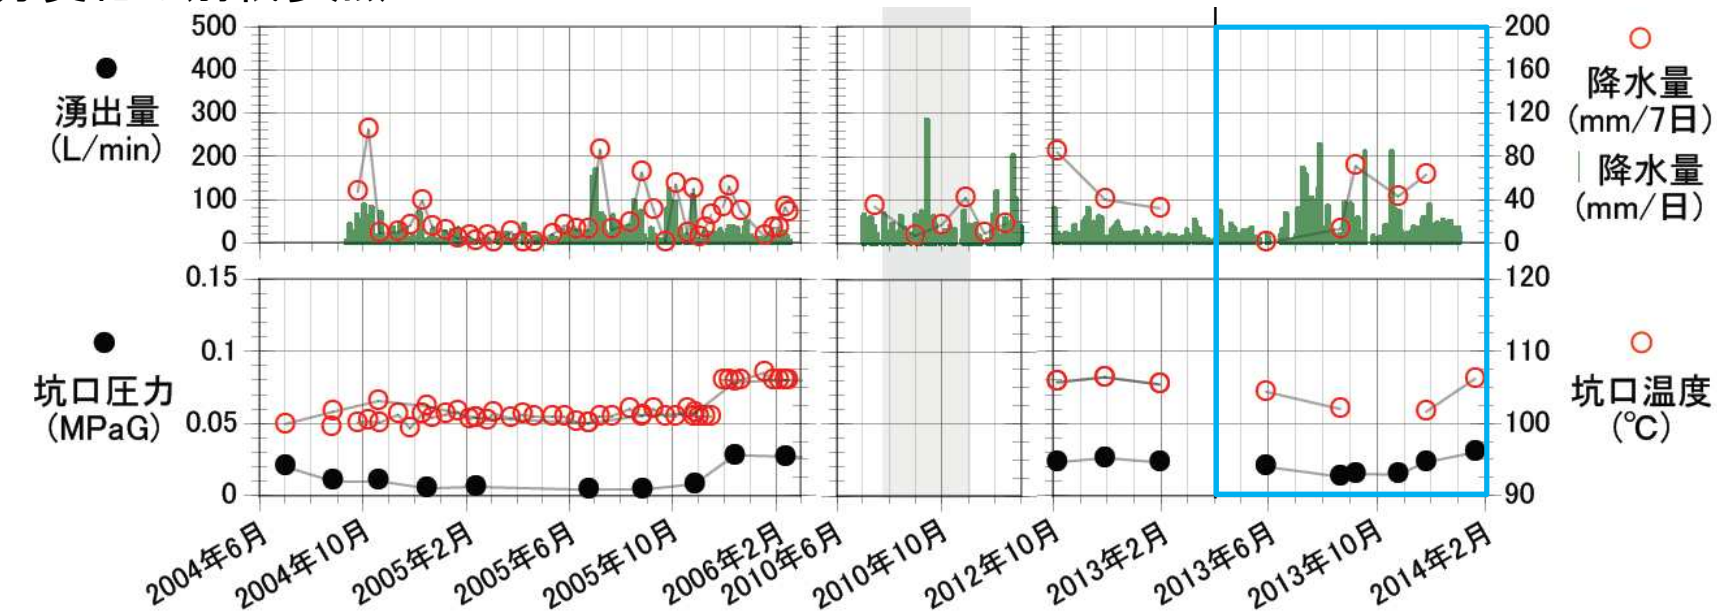 500
400
300
200
100
0
湧出量
(L/min)
200
160
120
80
40
0
降水量
(mm/7日)
降水量
(mm/日)
0.15
0.1
0.05
0
坑口圧力
(MPaG)
120
110
100
90
坑口温度
(℃)
2004年6月
2004年10月
2005年2月
2005年6月
2005年10月
2006年2月
2010年6月
2010年10月
2012年10月
2013年2月
2013年6月
2013年10月
2014年2月